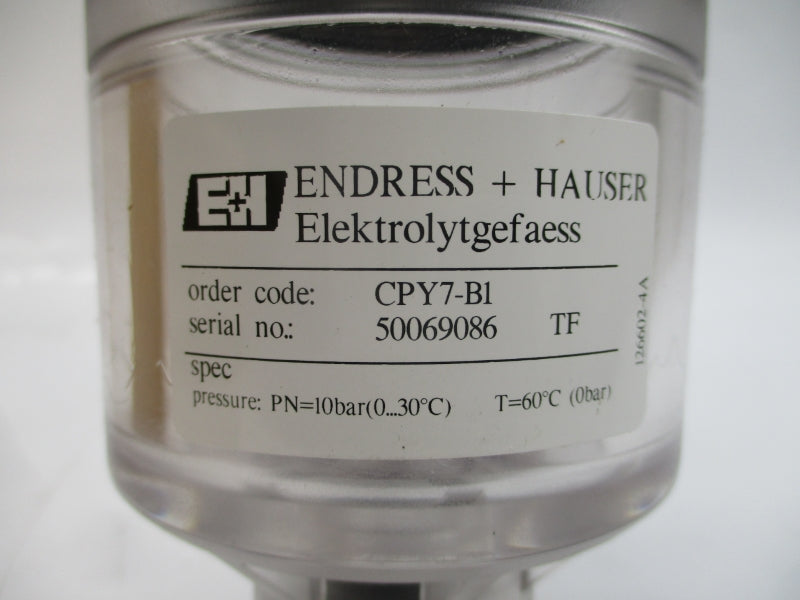 E+H ENDRESS + HAUSER
Elektrolytgefaess
order code: CPY7-B1
serial no.: 50069086 TF
spec
pressure: PN=10bar(0...30°C) T=60°C (0bar)
126602-4A